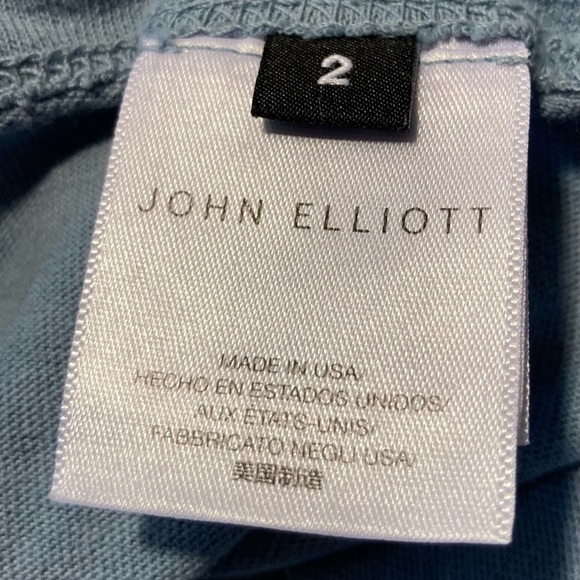 2
JOHN ELLIOTT
MADE IN USA/
HECHO EN ESTADOS UNIDOS/
AUX ETATS-UNIS/
FABBRICATO NEGLI USA/
美国制造